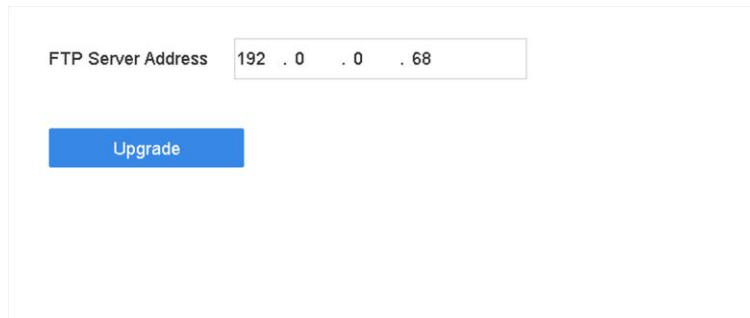 FTP Server Address 192 . 0 . 0 . 68
Upgrade